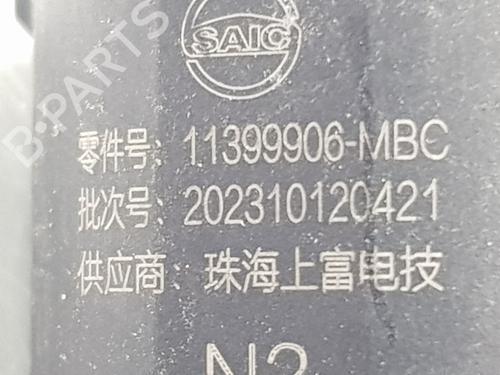 SAIC
零件号: 11399906-MBC
批次号: 202310120421
供应商: 珠海上富电技
N2
B-PARTS